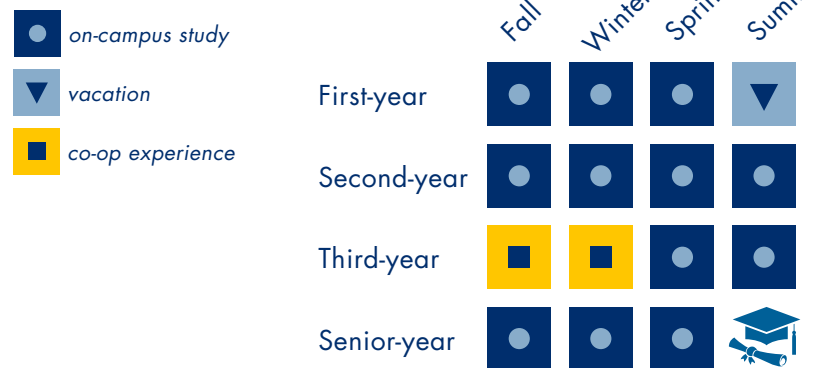 on-campus study
vacation
co-op experience
Fall
First-year
Second-year
Third-year
Senior-year